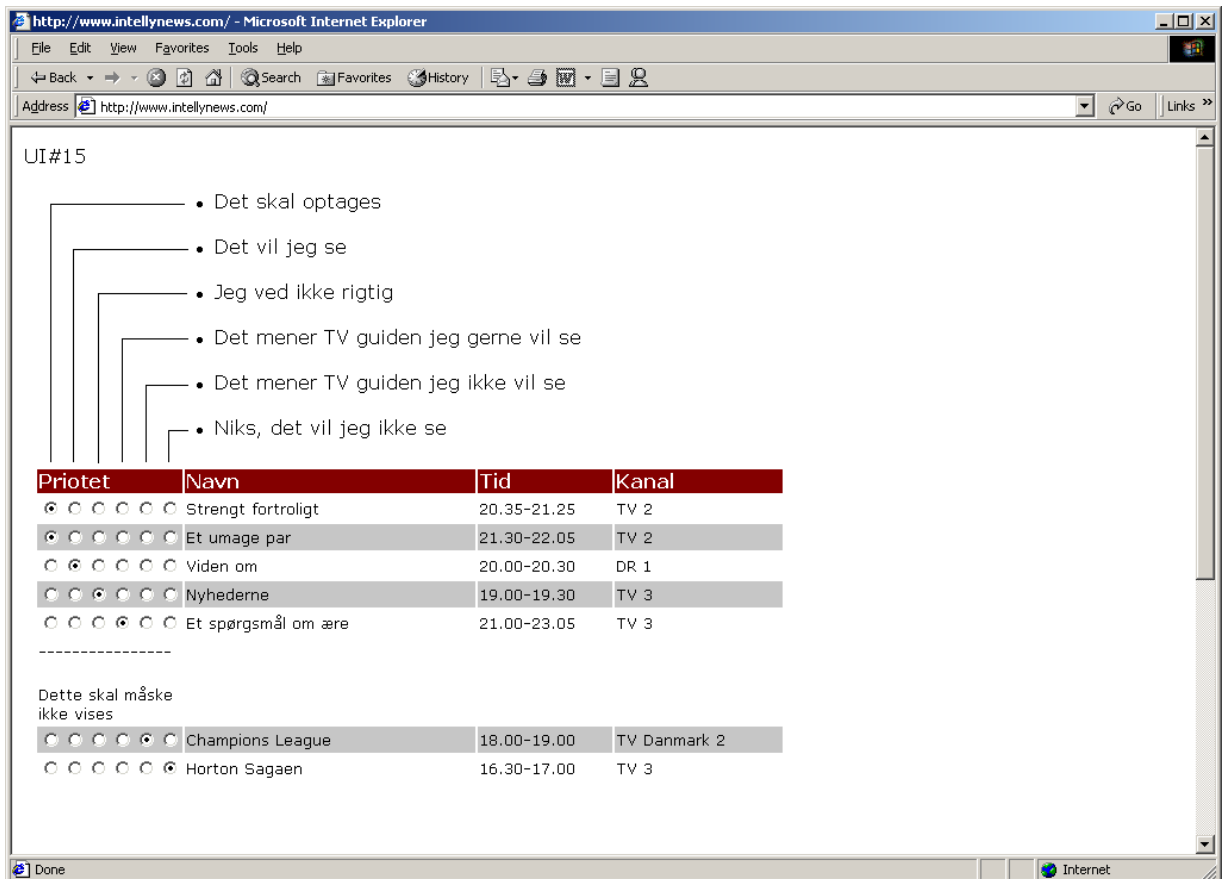 http://www.intellynews.com/ - Microsoft Internet Explorer
File Edit View Favorites Tools Help
Back Search Favorites History
Address http://www.intellynews.com/ Go Links »
UI#15
• Det skal optages
• Det vil jeg se
• Jeg ved ikke rigtig
• Det mener TV guiden jeg gerne vil se
• Det mener TV guiden jeg ikke vil se
• Niks, det vil jeg ikke se
Priotet Navn Tid Kanal
Strengt fortroligt 20.35-21.25 TV 2
Et umage par 21.30-22.05 TV 2
Viden om 20.00-20.30 DR 1
Nyhederne 19.00-19.30 TV 3
Et spørgsmål om ære 21.00-23.05 TV 3
----------------
Dette skal måske
ikke vises
Champions League 18.00-19.00 TV Danmark 2
Horton Sagaen 16.30-17.00 TV 3
Done Internet